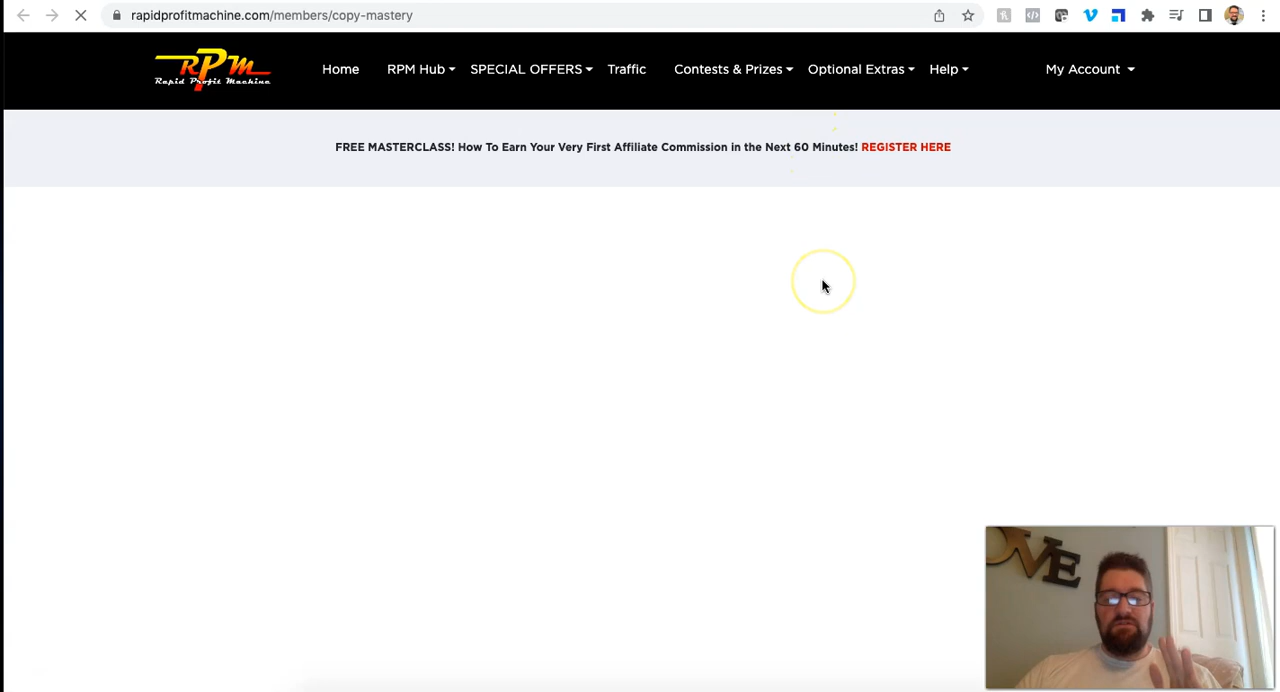 rapidprofitmachine.com/members/copy-mastery
RPM
Rapid Profit Machine
Home RPM Hub SPECIAL OFFERS Traffic Contests & Prizes Optional Extras Help My Account
FREE MASTERCLASS! How To Earn Your Very First Affiliate Commission in the Next 60 Minutes! REGISTER HERE
OVE